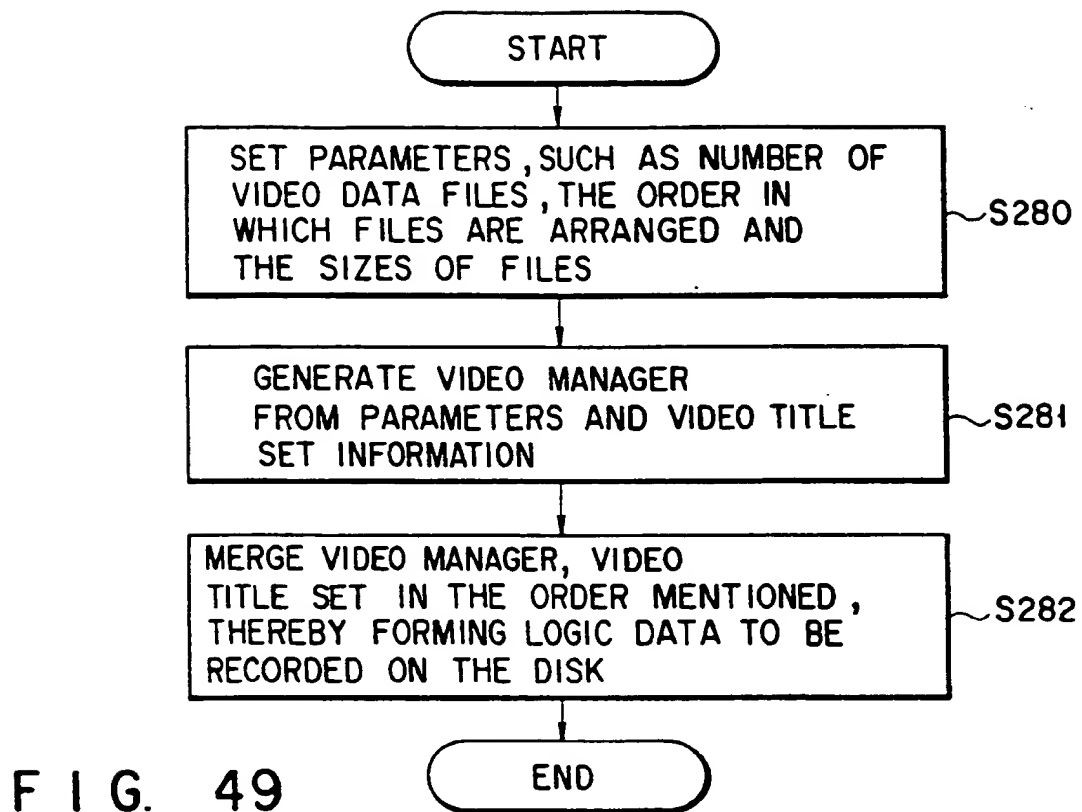 START
SET PARAMETERS, SUCH AS NUMBER OF
VIDEO DATA FILES, THE ORDER IN
WHICH FILES ARE ARRANGED AND
THE SIZES OF FILES
S280
GENERATE VIDEO MANAGER
FROM PARAMETERS AND VIDEO TITLE
SET INFORMATION
S281
MERGE VIDEO MANAGER, VIDEO
TITLE SET IN THE ORDER MENTIONED,
THEREBY FORMING LOGIC DATA TO BE
RECORDED ON THE DISK
S282
END
FIG. 49